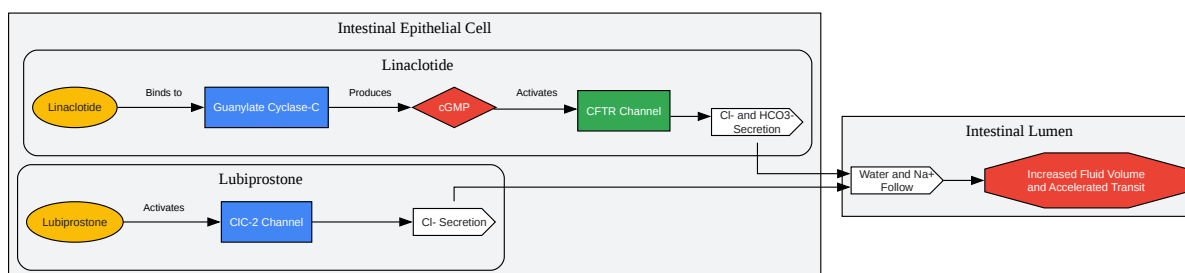 Intestinal Epithelial Cell
Linaclotide
Linaclotide
Binds to
Guanylate Cyclase-C
Produces
cGMP
Activates
CFTR Channel
Cl- and HCO3-
Secretion
Lubiprostone
Lubiprostone
Activates
ClC-2 Channel
Cl- Secretion
Intestinal Lumen
Water and Na+
Follow
Increased Fluid Volume
and Accelerated Transit